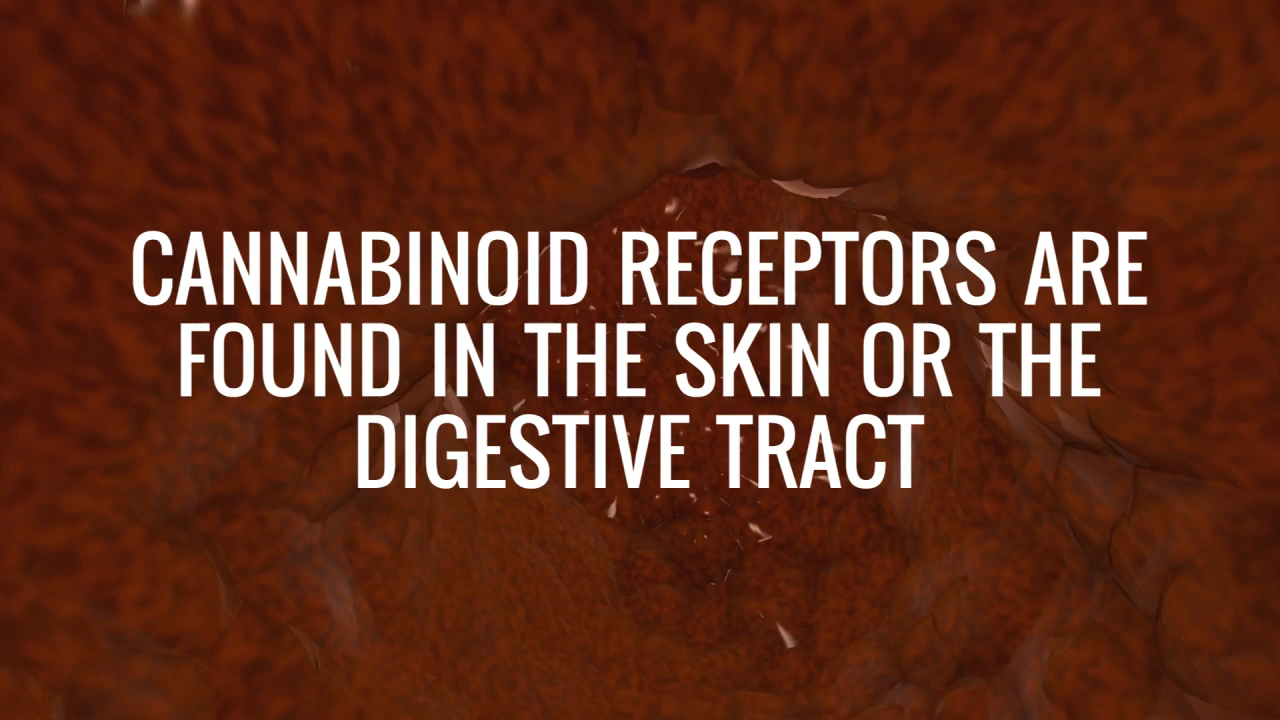 CANNABINOID RECEPTORS ARE
FOUND IN THE SKIN OR THE
DIGESTIVE TRACT